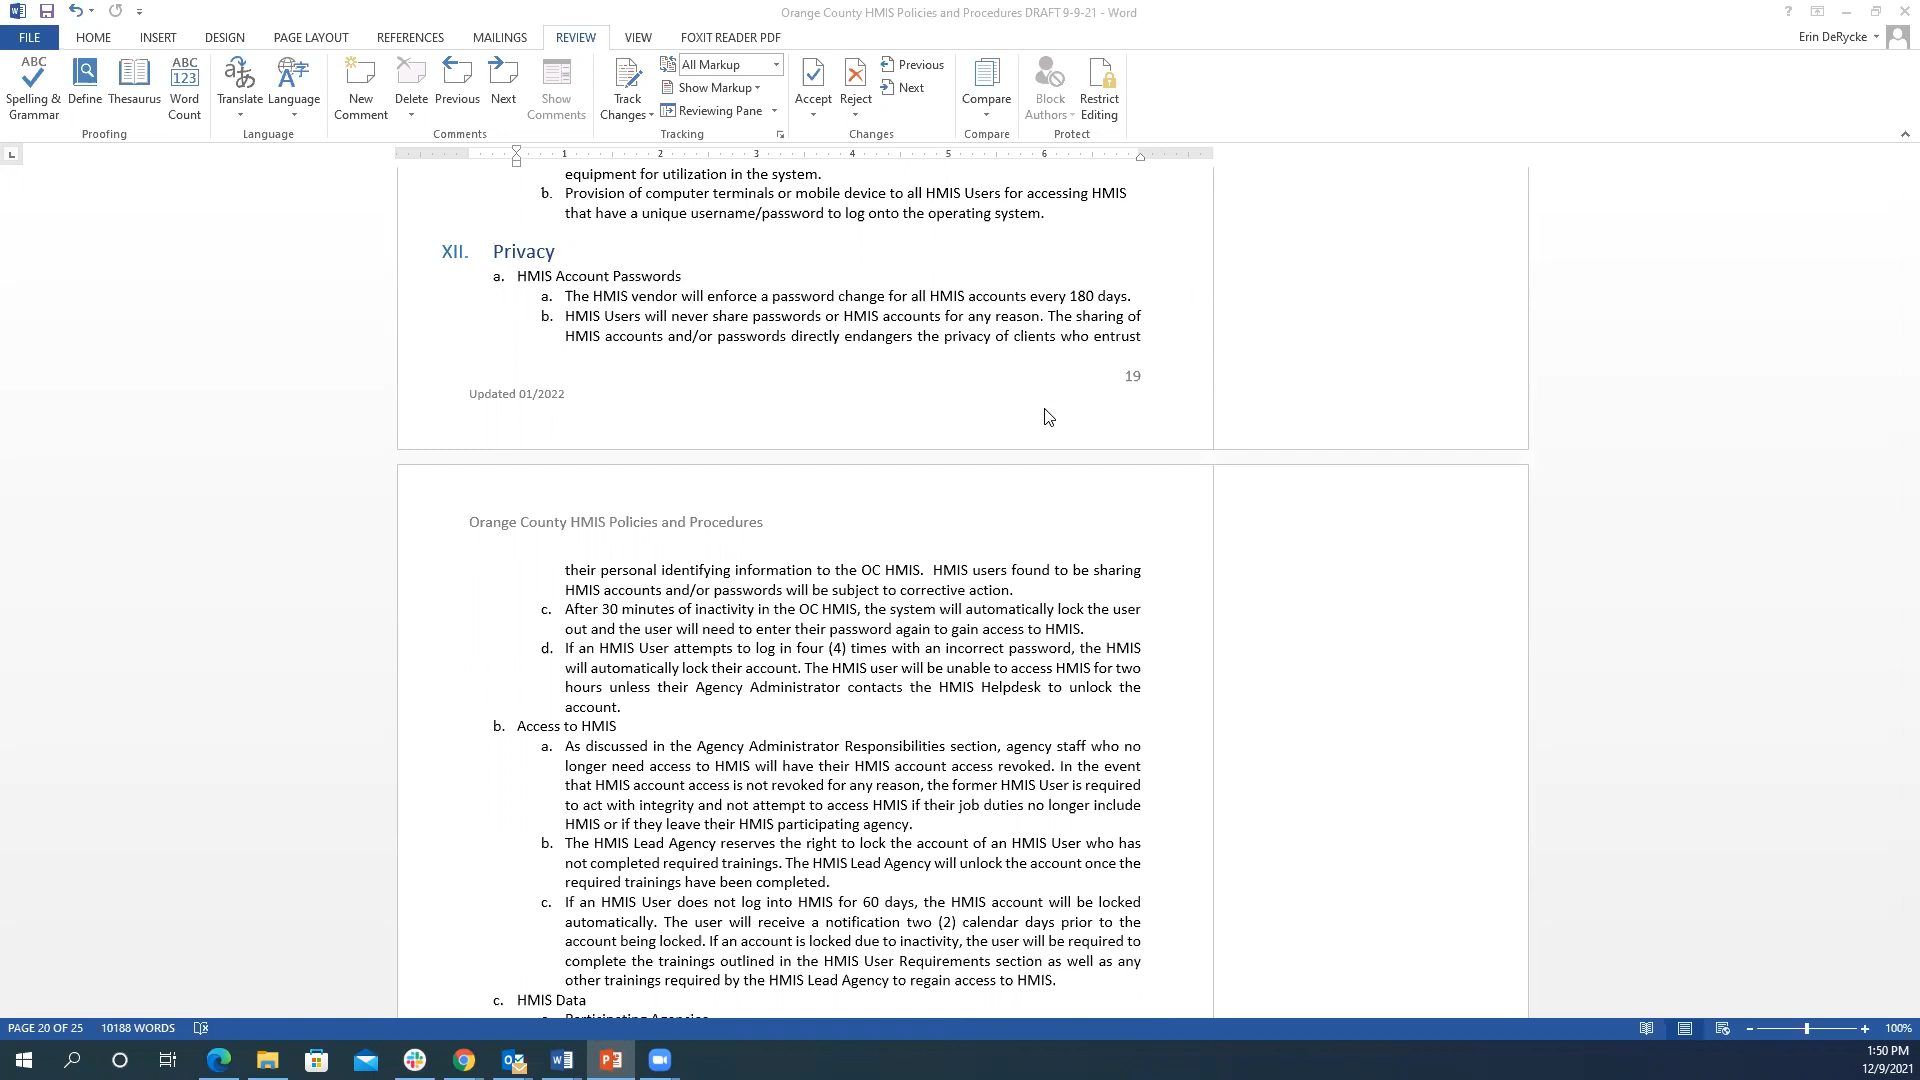 Orange County HMIS Policies and Procedures DRAFT 9-9-21 - Word
FILE HOME INSERT DESIGN PAGE LAYOUT REFERENCES MAILINGS REVIEW VIEW FOXIT READER PDF Erin DeRycke
Spelling & Grammar Define Thesaurus Word Count Translate Language New Comment Delete Previous Next Show Comments Track Changes All Markup Show Markup Reviewing Pane Accept Reject Previous Next Compare Block Authors Restrict Editing
Proofing Language Comments Tracking Changes Compare Protect
1 2 3 4 5 6
equipment for utilization in the system.
b. Provision of computer terminals or mobile device to all HMIS Users for accessing HMIS
that have a unique username/password to log onto the operating system.
XII. Privacy
a. HMIS Account Passwords
a. The HMIS vendor will enforce a password change for all HMIS accounts every 180 days.
b. HMIS Users will never share passwords or HMIS accounts for any reason. The sharing of
HMIS accounts and/or passwords directly endangers the privacy of clients who entrust
19
Updated 01/2022
Orange County HMIS Policies and Procedures
their personal identifying information to the OC HMIS.  HMIS users found to be sharing
HMIS accounts and/or passwords will be subject to corrective action.
c. After 30 minutes of inactivity in the OC HMIS, the system will automatically lock the user
out and the user will need to enter their password again to gain access to HMIS.
d. If an HMIS User attempts to log in four (4) times with an incorrect password, the HMIS
will automatically lock their account. The HMIS user will be unable to access HMIS for two
hours unless their Agency Administrator contacts the HMIS Helpdesk to unlock the
account.
b. Access to HMIS
a. As discussed in the Agency Administrator Responsibilities section, agency staff who no
longer need access to HMIS will have their HMIS account access revoked. In the event
that HMIS account access is not revoked for any reason, the former HMIS User is required
to act with integrity and not attempt to access HMIS if their job duties no longer include
HMIS or if they leave their HMIS participating agency.
b. The HMIS Lead Agency reserves the right to lock the account of an HMIS User who has
not completed required trainings. The HMIS Lead Agency will unlock the account once the
required trainings have been completed.
c. If an HMIS User does not log into HMIS for 60 days, the HMIS account will be locked
automatically. The user will receive a notification two (2) calendar days prior to the
account being locked. If an account is locked due to inactivity, the user will be required to
complete the trainings outlined in the HMIS User Requirements section as well as any
other trainings required by the HMIS Lead Agency to regain access to HMIS.
c. HMIS Data
a. Participating Agencies
PAGE 20 OF 25 10188 WORDS 100%
1:50 PM
12/9/2021